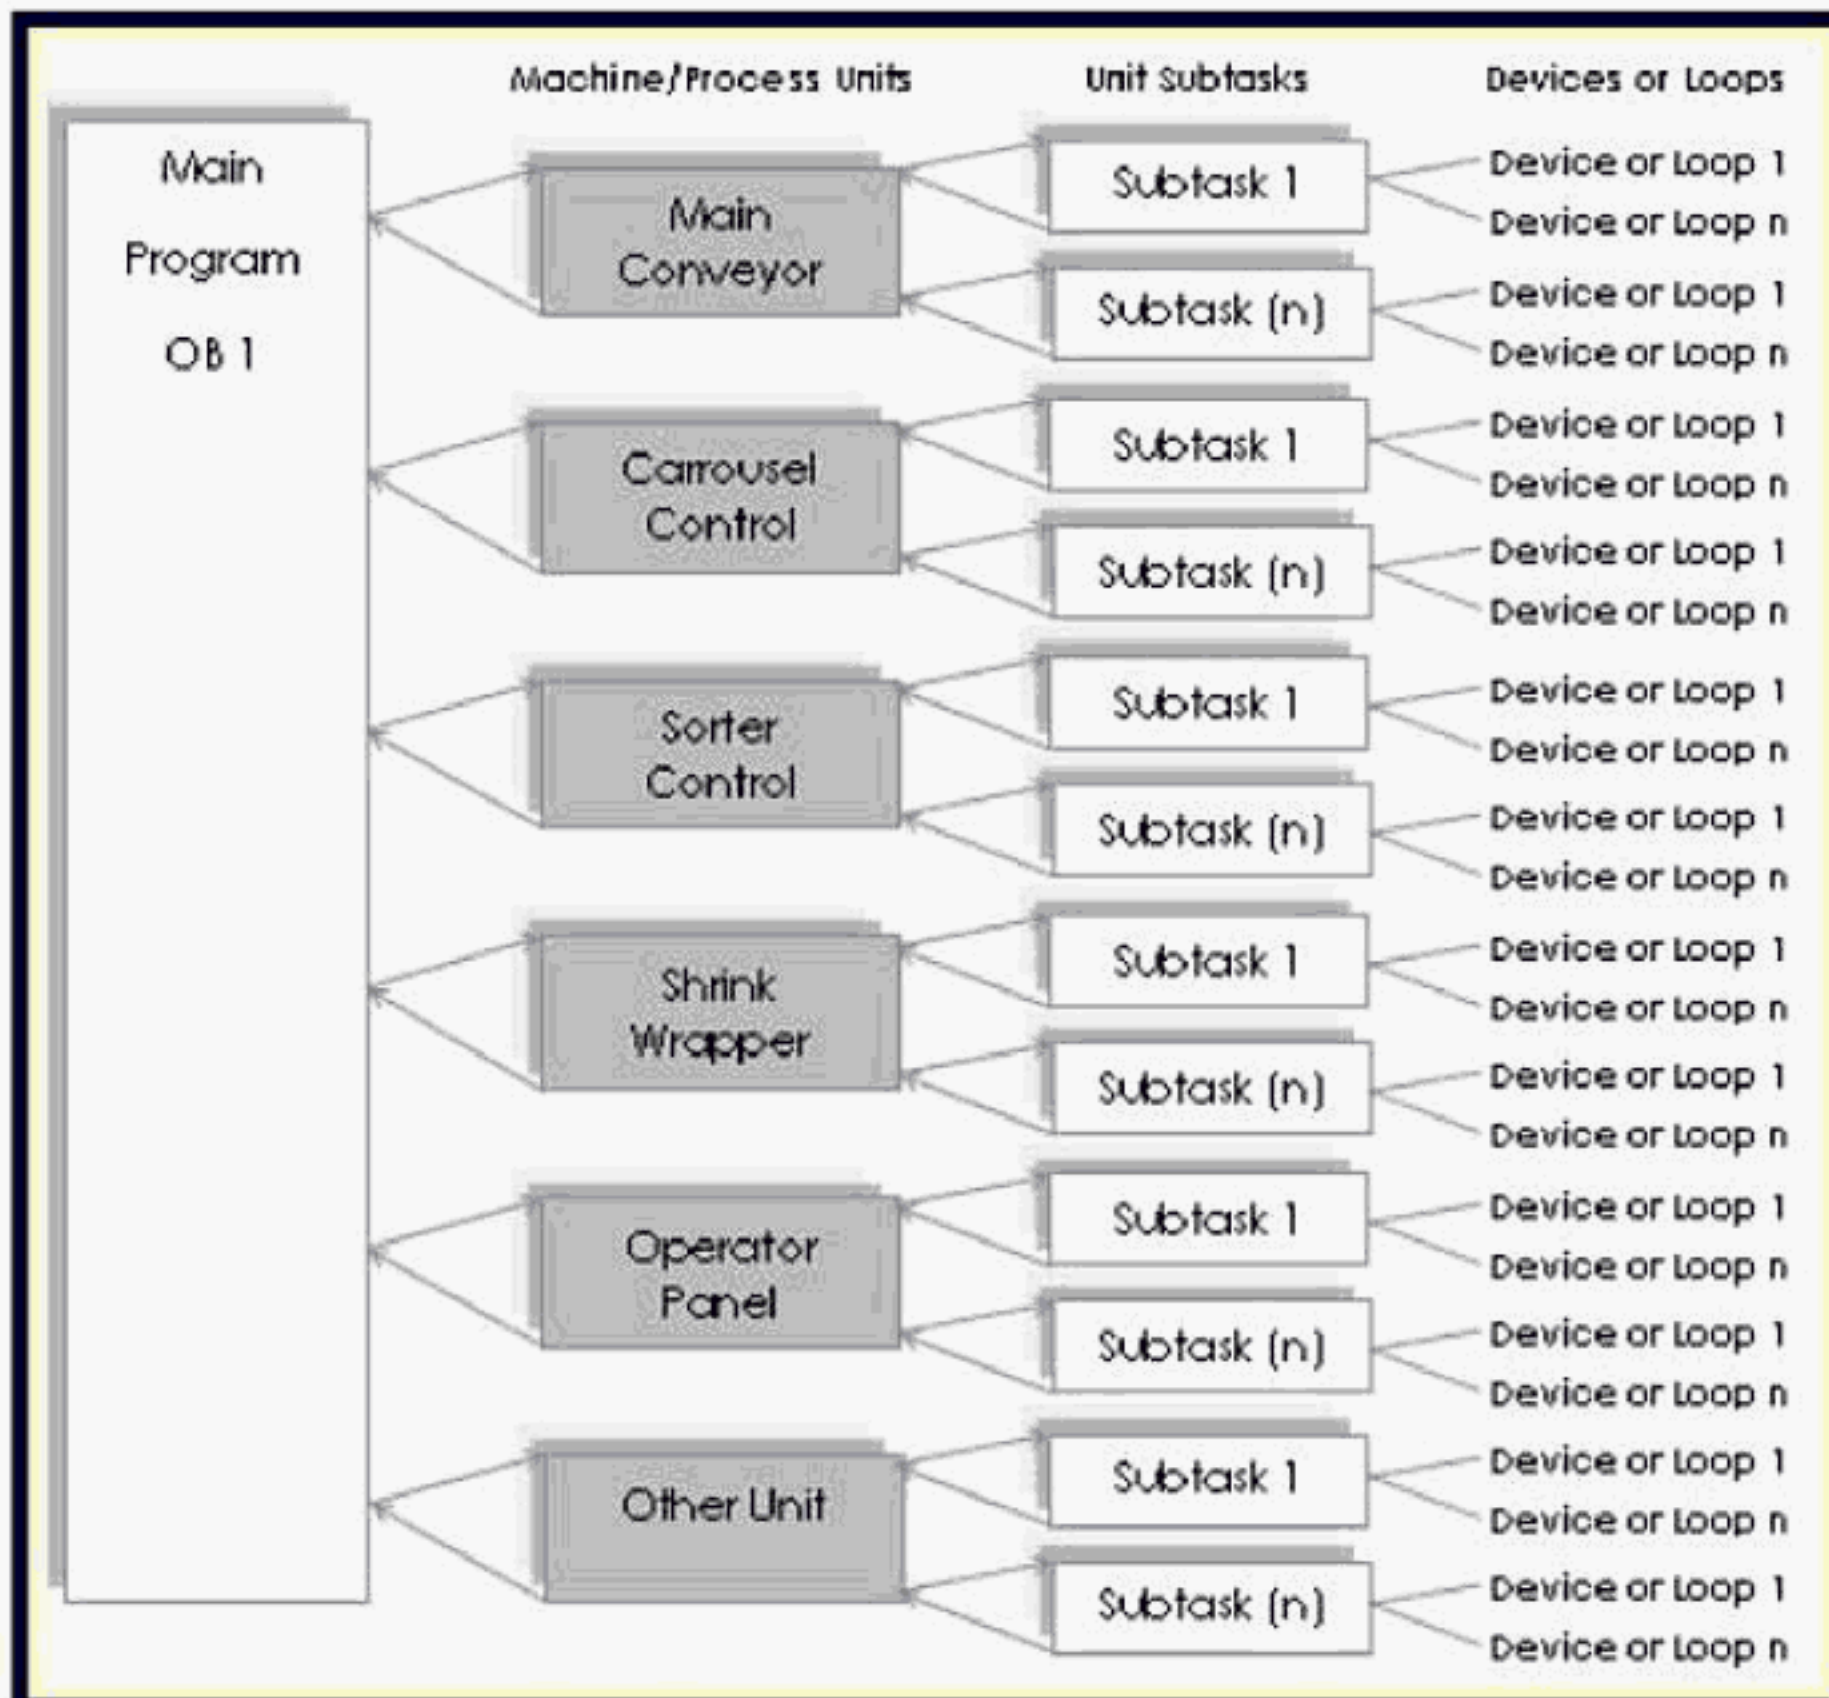 Machine/Process Units
Unit Subtasks
Devices or Loops
Main
Program
OB 1
Main
Conveyor
Subtask 1
Device or Loop 1
Device or Loop n
Subtask (n)
Device or Loop 1
Device or Loop n
Carrousel
Control
Subtask 1
Device or Loop 1
Device or Loop n
Subtask (n)
Device or Loop 1
Device or Loop n
Sorter
Control
Subtask 1
Device or Loop 1
Device or Loop n
Subtask (n)
Device or Loop 1
Device or Loop n
Shrink
Wrapper
Subtask 1
Device or Loop 1
Device or Loop n
Subtask (n)
Device or Loop 1
Device or Loop n
Operator
Panel
Subtask 1
Device or Loop 1
Device or Loop n
Subtask (n)
Device or Loop 1
Device or Loop n
Other Unit
Subtask 1
Device or Loop 1
Device or Loop n
Subtask (n)
Device or Loop 1
Device or Loop n